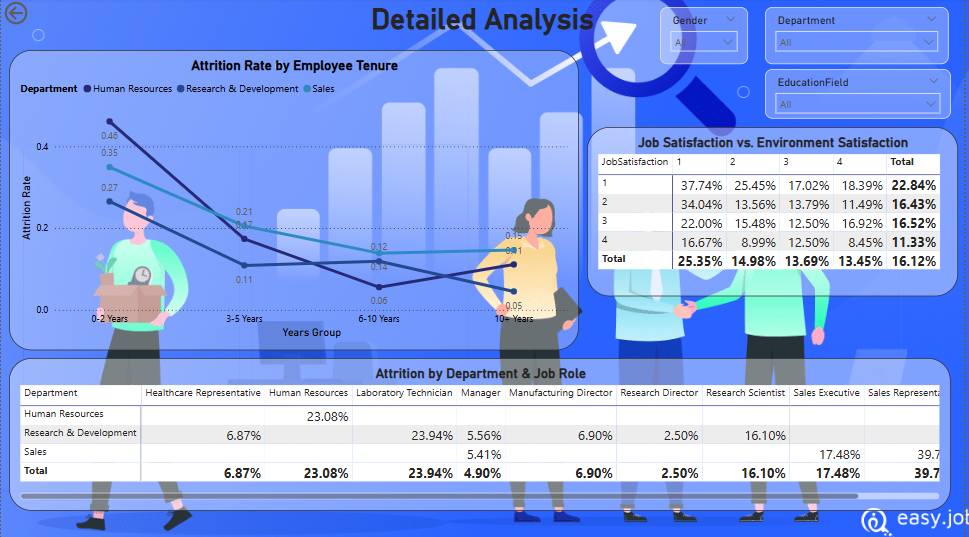 Detailed Analysis
Gender
All
Department
All
EducationField
All
Attrition Rate by Employee Tenure
Department Human Resources Research & Development Sales
Attrition Rate
0.4
0.2
0.0
0.46
0.35
0.27
0.21
0.17
0.11
0.12
0.14
0.06
0.15
0.11
0.05
0-2 Years 3-5 Years 6-10 Years 10+ Years
Years Group
Job Satisfaction vs. Environment Satisfaction
JobSatisfaction 1 2 3 4 Total
1 37.74% 25.45% 17.02% 18.39% 22.84%
2 34.04% 13.56% 13.79% 11.49% 16.43%
3 22.00% 15.48% 12.50% 16.92% 16.52%
4 16.67% 8.99% 12.50% 8.45% 11.33%
Total 25.35% 14.98% 13.69% 13.45% 16.12%
Attrition by Department & Job Role
Department Healthcare Representative Human Resources Laboratory Technician Manager Manufacturing Director Research Director Research Scientist Sales Executive Sales Representa
Human Resources 23.08%
Research & Development 6.87% 23.94% 5.56% 6.90% 2.50% 16.10%
Sales 5.41% 17.48% 39.7
Total 6.87% 23.08% 23.94% 4.90% 6.90% 2.50% 16.10% 17.48% 39.7
easy.job